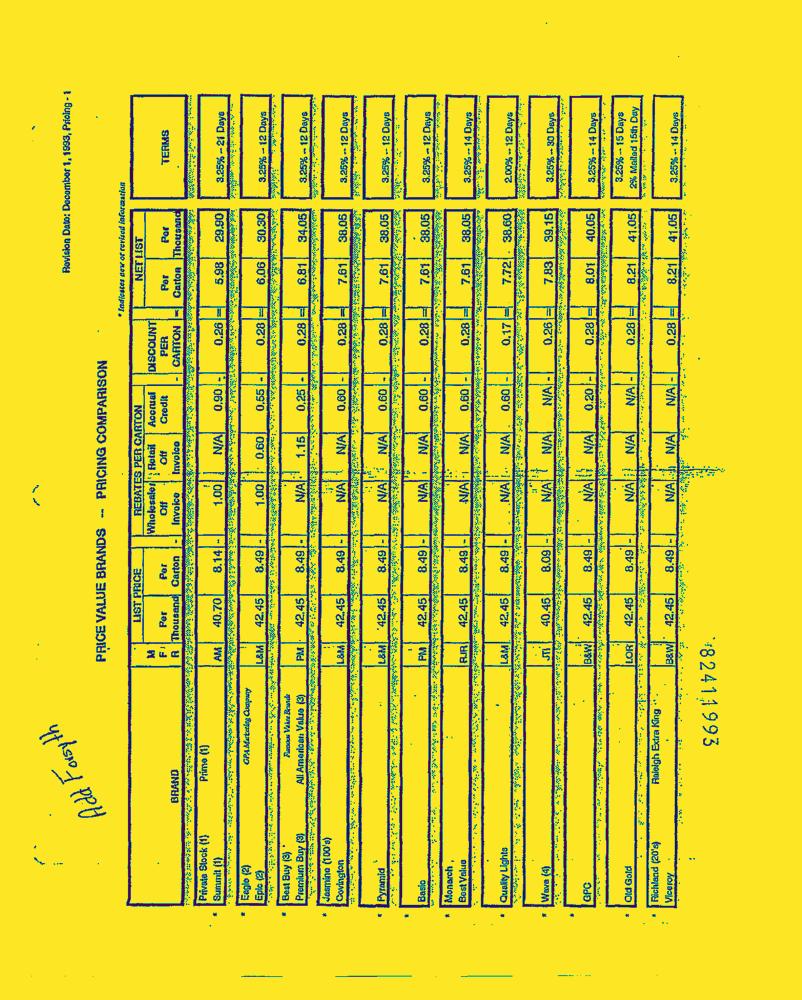 Add Forsyth
Revision Date: December 1, 1993, Pricing - 1
PRICE VALUE BRANDS -- PRICING COMPARISON
* Indicates new or revised information
BRAND M F R LIST PRICE REBATES PER CARTON DISCOUNT PER CARTON = NET LIST TERMS
Per Thousand Per Carton - Wholesaler Off Invoice Retail Off Invoice Accrual Credit - Per Carton Per Thousand
Private Stock (1) Prime (1)
* Summit (1) AM 40.70 8.14 - 1.00 N/A 0.90 - 0.26 = 5.98 29.90 3.25% -- 21 Days
* Eagle (2) GPA Marketing Company
Epic (2) L&M 42.45 8.49 - 1.00 0.60 0.55 - 0.28 = 6.06 30.30 3.25% -- 12 Days
* Best Buy (3) Famous Value Brands
Premium Buy (3) All American Value (3) PM 42.45 8.49 - N/A 1.15 0.25 - 0.28 = 6.81 34.05 3.25% -- 12 Days
Jasmine (100's)
* Covington L&M 42.45 8.49 - N/A N/A 0.60 - 0.28 = 7.61 38.05 3.25% -- 12 Days
* Pyramid L&M 42.45 8.49 - N/A N/A 0.60 - 0.28 = 7.61 38.05 3.25% -- 12 Days
* Basic PM 42.45 8.49 - N/A N/A 0.60 - 0.28 = 7.61 38.05 3.25% -- 12 Days
Monarch
* Best Value RJR 42.45 8.49 - N/A N/A 0.60 - 0.28 = 7.61 38.05 3.25% -- 14 Days
* Quality Lights L&M 42.45 8.49 - N/A N/A 0.60 - 0.17 = 7.72 38.60 2.00% -- 12 Days
* Wave (4) JTI 40.45 8.09 - N/A N/A N/A - 0.26 = 7.83 39.15 3.25% -- 30 Days
* GPC B&W 42.45 8.49 - N/A N/A 0.20 - 0.28 = 8.01 40.05 3.25% -- 14 Days
* Old Gold LOR 42.45 8.49 - N/A N/A N/A - 0.28 = 8.21 41.05 3.25% -- 15 Days
2% Mailed 15th Day
* Richland (20's) Raleigh Extra King
Viceroy B&W 42.45 8.49 - N/A N/A N/A - 0.28 = 8.21 41.05 3.25% -- 14 Days
82411993